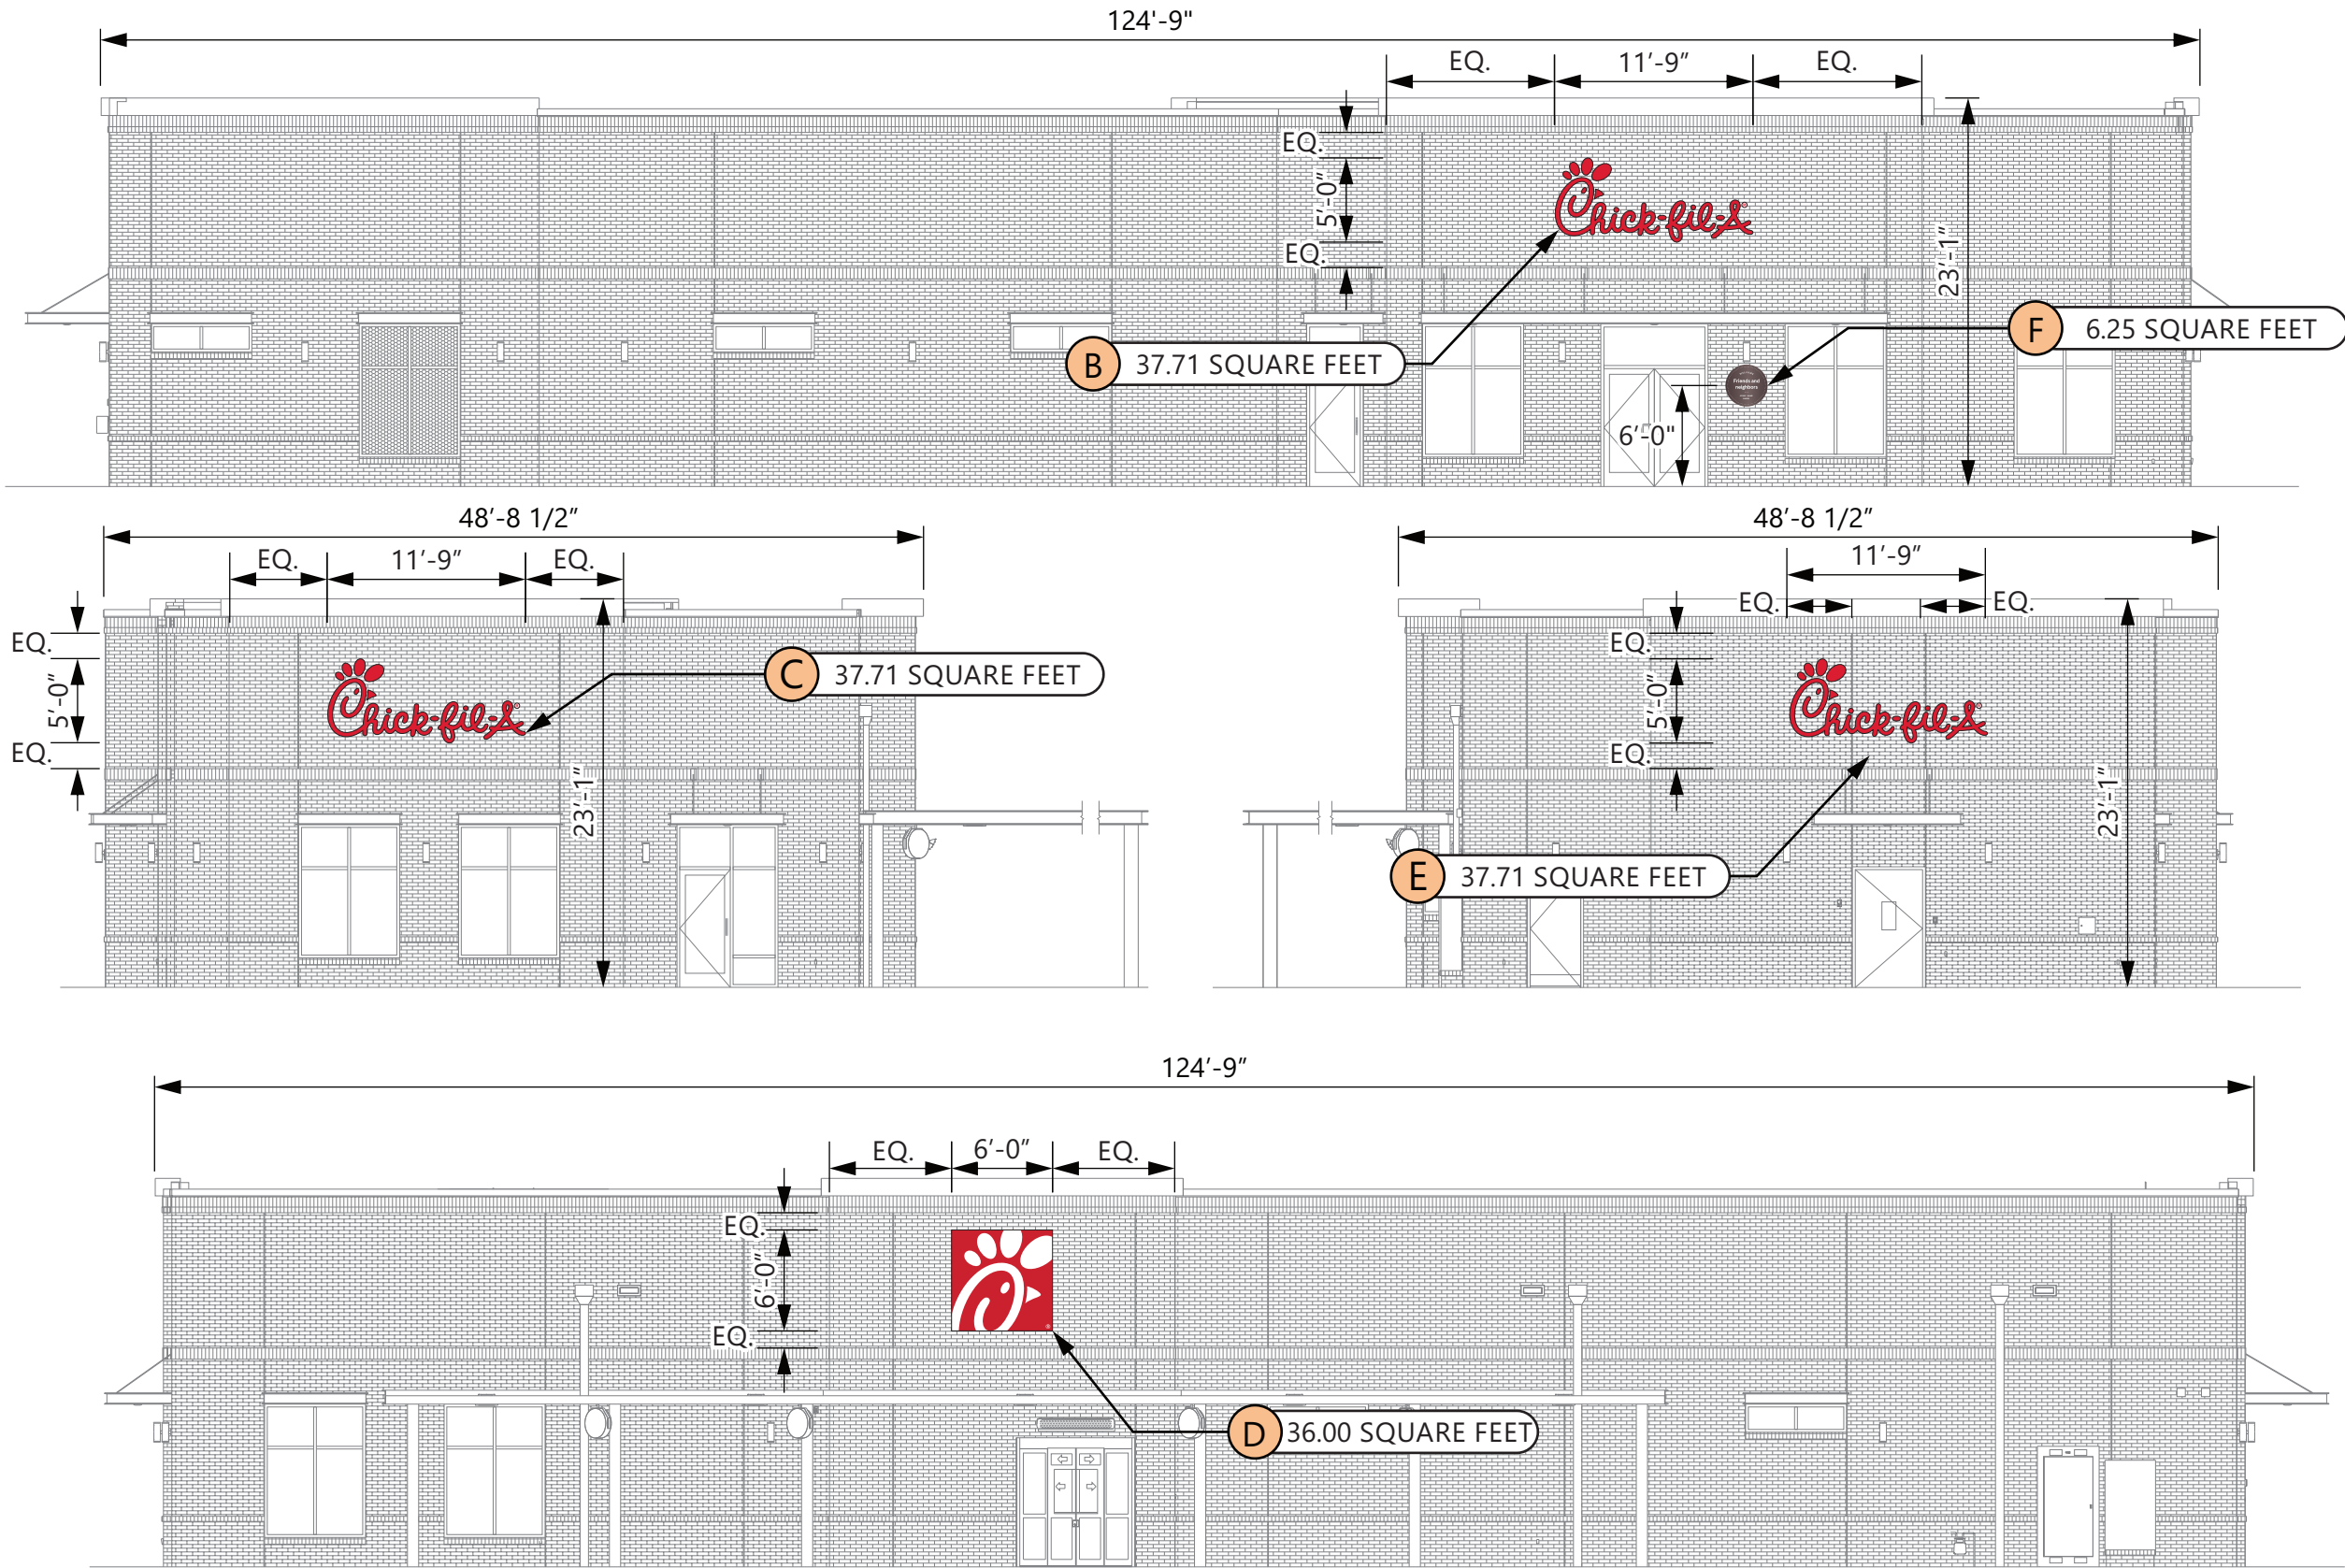 124'-9"
EQ.
11′-9″
EQ.
EQ.
5′-0″
EQ.
Chick-fil-A®
23′-1″
B 37.71 SQUARE FEET
F 6.25 SQUARE FEET
Friends and
neighbors
6′-0"
48′-8 1/2″
EQ.
11′-9″
EQ.
EQ.
5′-0″
EQ.
Chick-fil-A®
C 37.71 SQUARE FEET
23′-1″
48′-8 1/2″
11′-9″
EQ.
EQ.
EQ.
5′-0″
EQ.
Chick-fil-A®
E 37.71 SQUARE FEET
23′-1″
124′-9″
EQ.
6′-0″
EQ.
EQ.
6′-0″
EQ.
®
D 36.00 SQUARE FEET